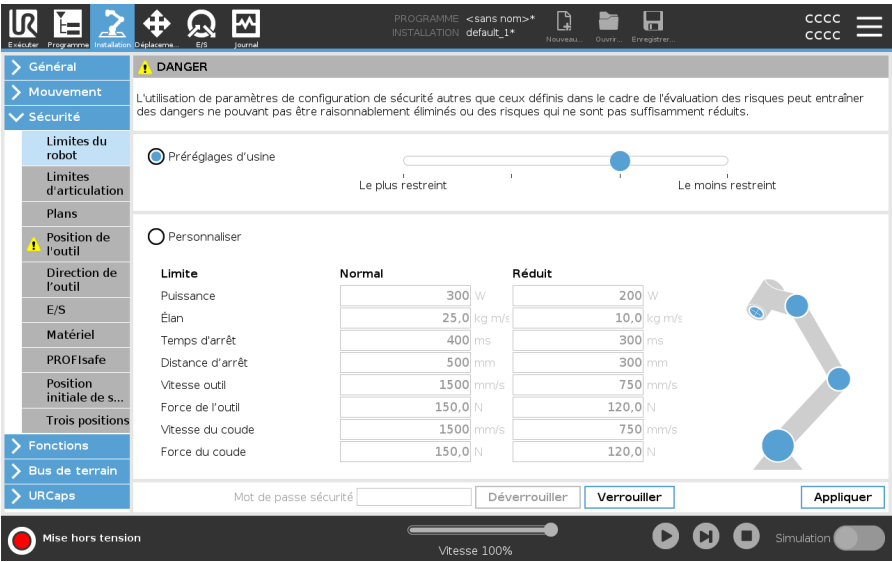 UR
PROGRAMME <sans nom>*
INSTALLATION default_1*
cccc
cccc
Exécuter Programme Installation Déplaceme... E/S Journal Nouveau... Ouvrir... Enregistrer...
Général
Mouvement
Sécurité
Limites du
robot
Limites
d'articulation
Plans
Position de
l'outil
Direction de
l'outil
E/S
Matériel
PROFIsafe
Position
initiale de s...
Trois positions
Fonctions
Bus de terrain
URCaps
DANGER
L'utilisation de paramètres de configuration de sécurité autres que ceux définis dans le cadre de l'évaluation des risques peut entraîner
des dangers ne pouvant pas être raisonnablement éliminés ou des risques qui ne sont pas suffisamment réduits.
Préréglages d'usine
Le plus restreint Le moins restreint
Personnaliser
Limite Normal Réduit
Puissance 300 W 200 W
Élan 25,0 kg m/s 10,0 kg m/s
Temps d'arrêt 400 ms 300 ms
Distance d'arrêt 500 mm 300 mm
Vitesse outil 1500 mm/s 750 mm/s
Force de l'outil 150,0 N 120,0 N
Vitesse du coude 1500 mm/s 750 mm/s
Force du coude 150,0 N 120,0 N
Mot de passe sécurité Déverrouiller Verrouiller Appliquer
Mise hors tension
Vitesse 100%
Simulation